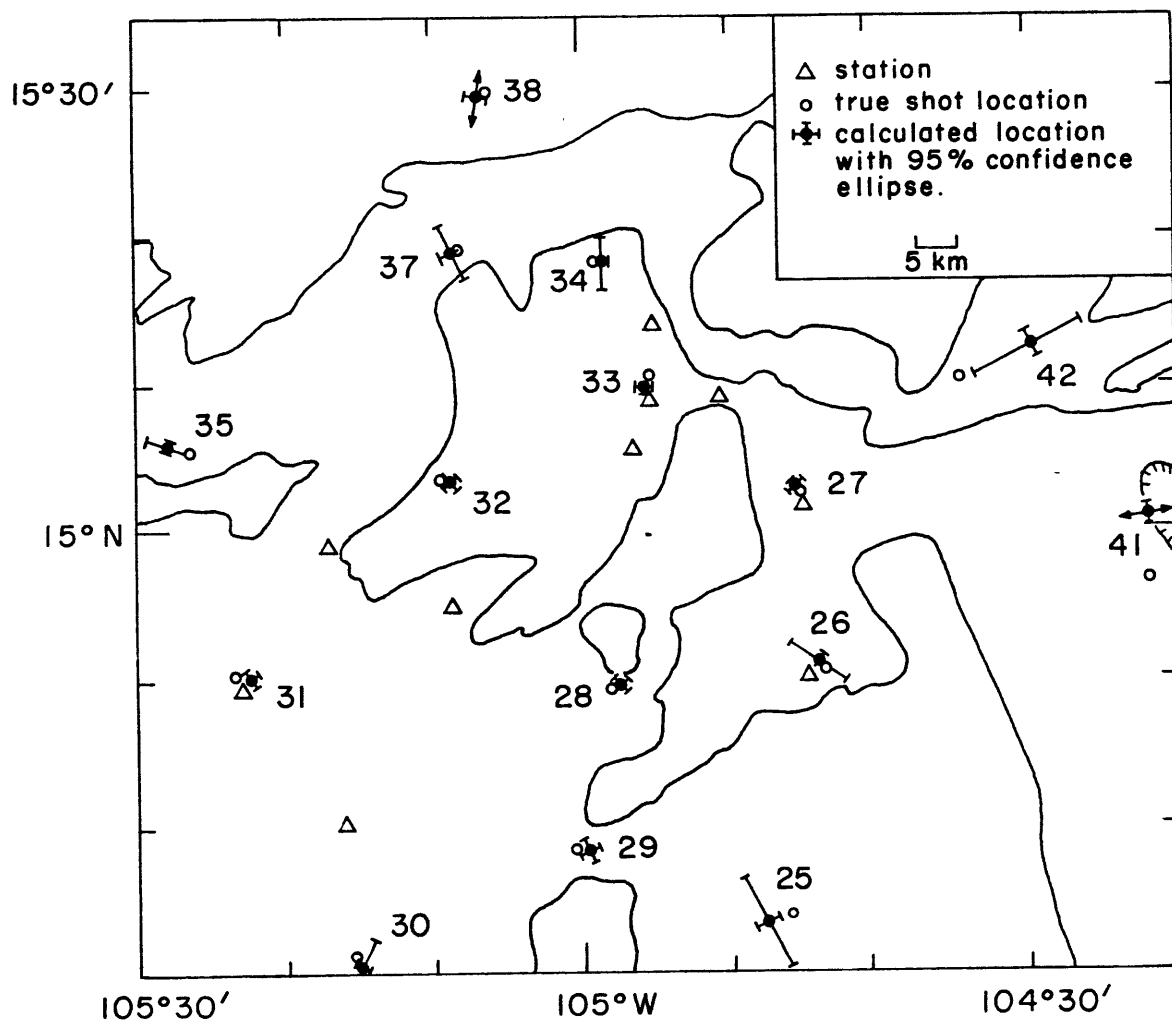 15°30′
38
△ station
○ true shot location
calculated location
with 95% confidence
ellipse.
5 km
37
34
33
42
35
32
27
15° N
41
26
31
28
29
25
30
105°30′
105°W
104°30′